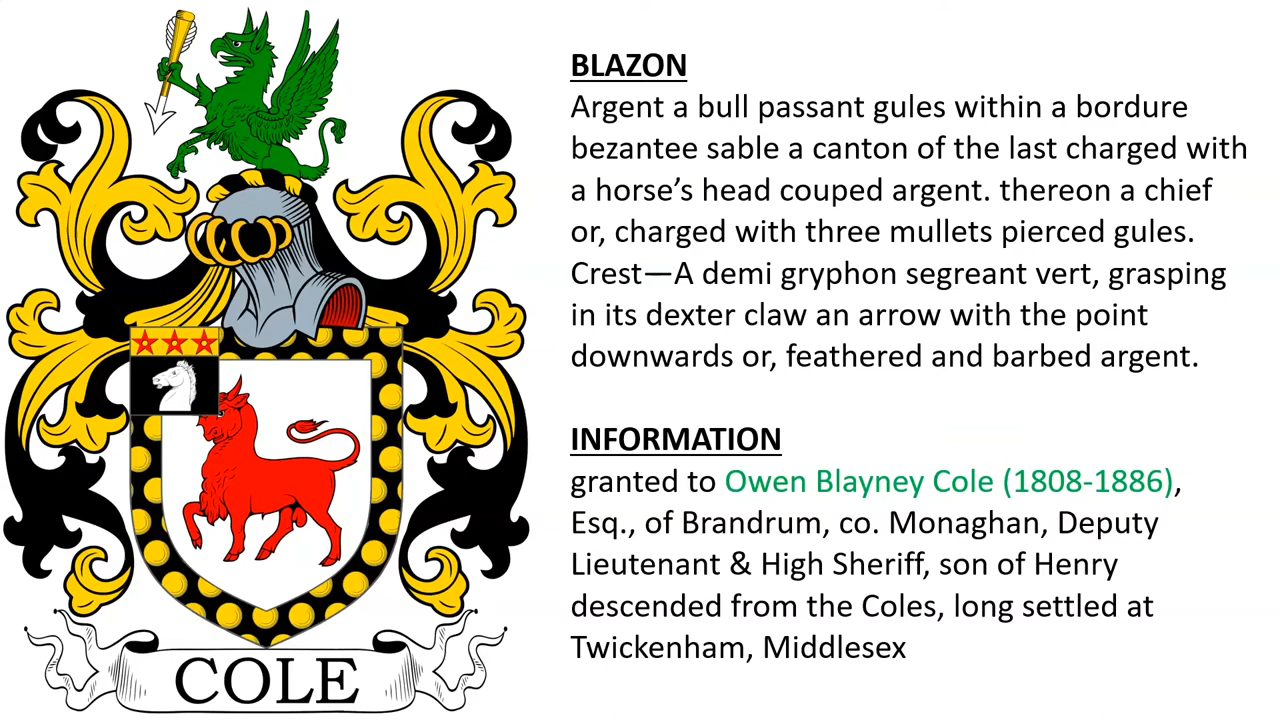 BLAZON
Argent a bull passant gules within a bordure
bezantee sable a canton of the last charged with
a horse’s head couped argent. thereon a chief
or, charged with three mullets pierced gules.
Crest—A demi gryphon segreant vert, grasping
in its dexter claw an arrow with the point
downwards or, feathered and barbed argent.
INFORMATION
granted to Owen Blayney Cole (1808-1886),
Esq., of Brandrum, co. Monaghan, Deputy
Lieutenant & High Sheriff, son of Henry
descended from the Coles, long settled at
Twickenham, Middlesex
COLE